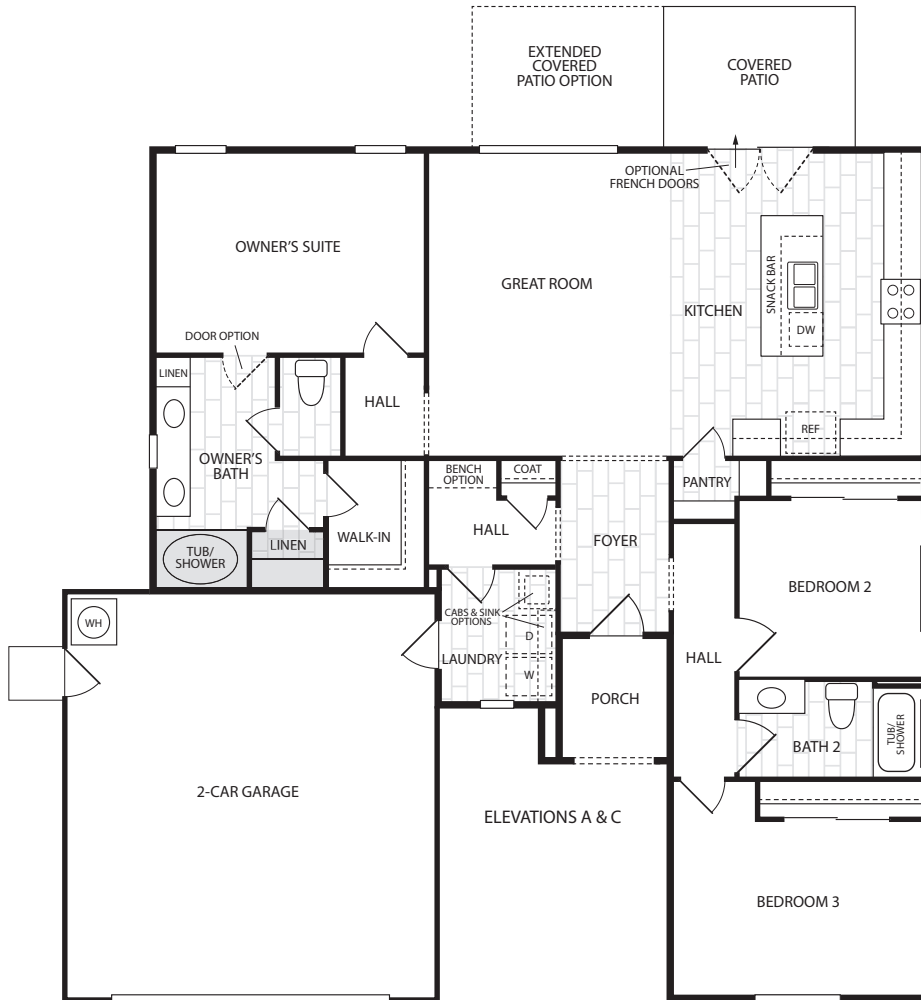 EXTENDED
COVERED
PATIO OPTION
COVERED
PATIO
OPTIONAL
FRENCH DOORS
OWNER'S SUITE
GREAT ROOM
KITCHEN
SNACK BAR
DW
DOOR OPTION
LINEN
HALL
REF
OWNER'S
BATH
BENCH
OPTION
COAT
PANTRY
WALK-IN
HALL
FOYER
TUB/
SHOWER
LINEN
BEDROOM 2
WH
CABS & SINK
OPTIONS
D
LAUNDRY
W
HALL
PORCH
BATH 2
TUB/
SHOWER
2-CAR GARAGE
ELEVATIONS A & C
BEDROOM 3